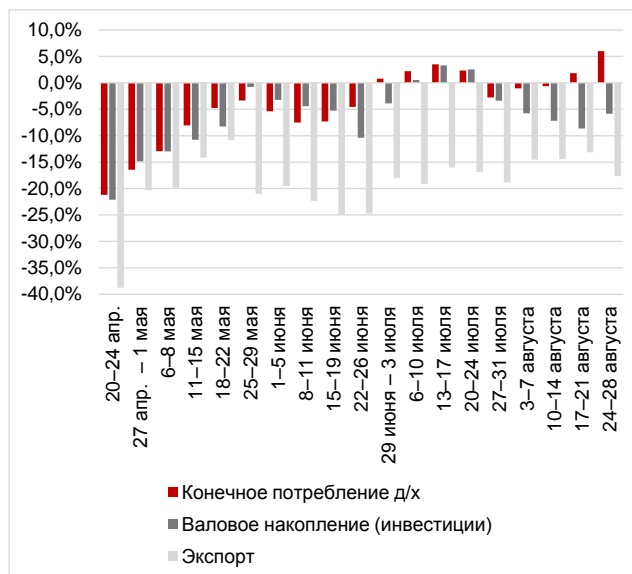 10,0%
5,0%
0,0%
-5,0%
-10,0%
-15,0%
-20,0%
-25,0%
-30,0%
-35,0%
-40,0%
20–24 апр.
27 апр. – 1 мая
6–8 мая
11–15 мая
18–22 мая
25–29 мая
1–5 июня
8–11 июня
15–19 июня
22–26 июня
29 июня – 3 июля
6–10 июля
13–17 июля
20–24 июля
27–31 июля
3–7 августа
10–14 августа
17–21 августа
24–28 августа
Конечное потребление д/х
Валовое накопление (инвестиции)
Экспорт